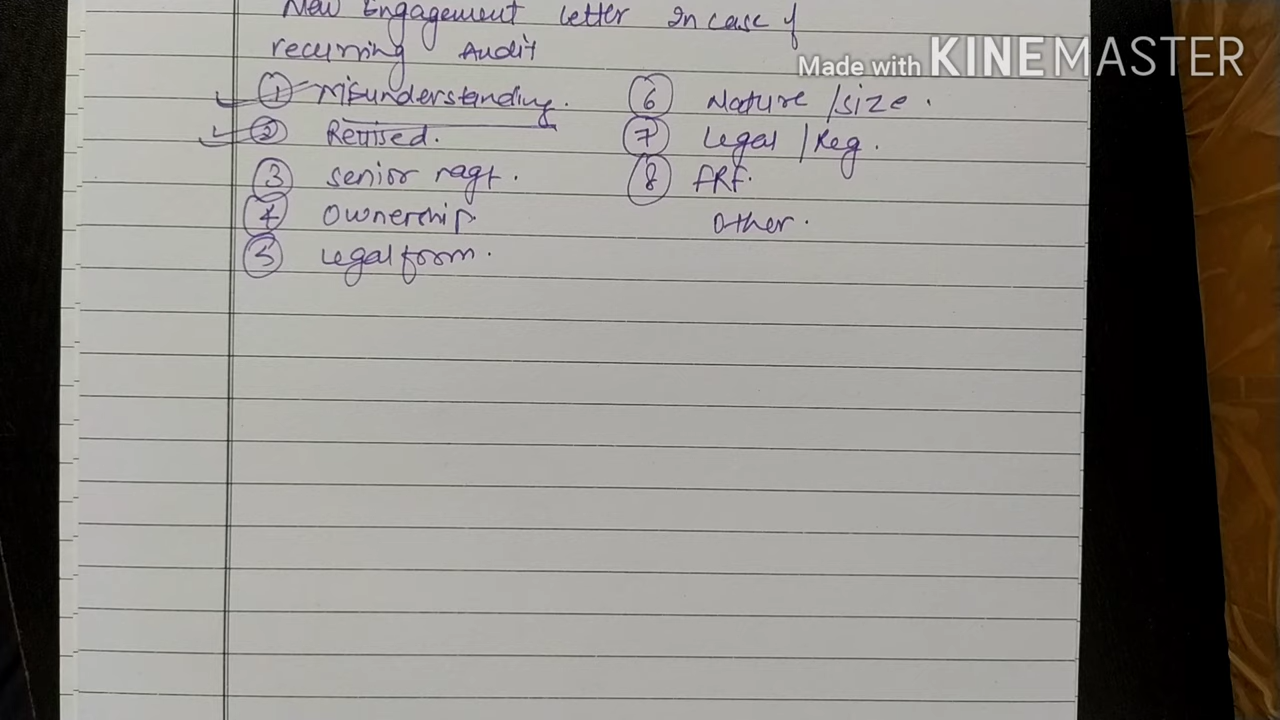 New Engagement letter In case of
recurring Audit
Made with KINEMASTER
① Misunderstanding.
② Revised.
③ senior magt.
④ Ownership.
⑤ Legal form.
⑥ Nature /size.
⑦ Legal /Reg.
⑧ FRF.
Other.